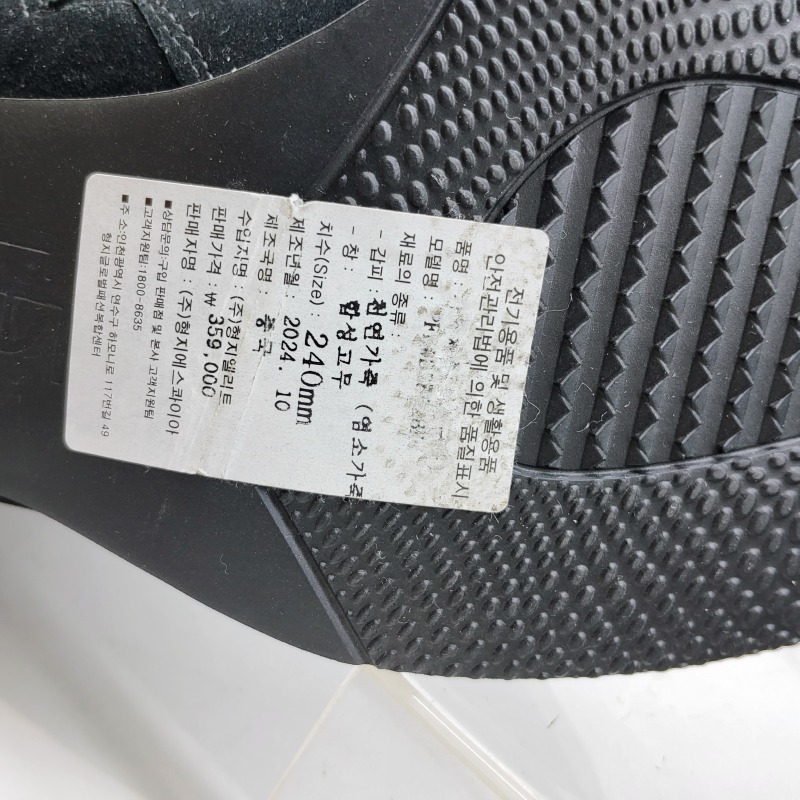 전기용품 및 생활용품
안전관리법에 의한 품질표시
품명 :
모델명 :
재료의 종류 :
- 겉피 : 천연가죽 (염소가죽
- 창 : 합성고무
치수(Size) : 240mm
제조년월 : 2024. 10
제조국명 : 중국
수입자명 : (주)형지엘리트
판매가격 : ₩ 359,000
판매자명 : (주)형지에스콰이아
■상담문의:구입 판매점 및 본사 고객지원팀
■고객지원팀:1800-6635
■주 소:인천광역시 연수구 하모니로 117번길 49
형지글로벌패션복합센터